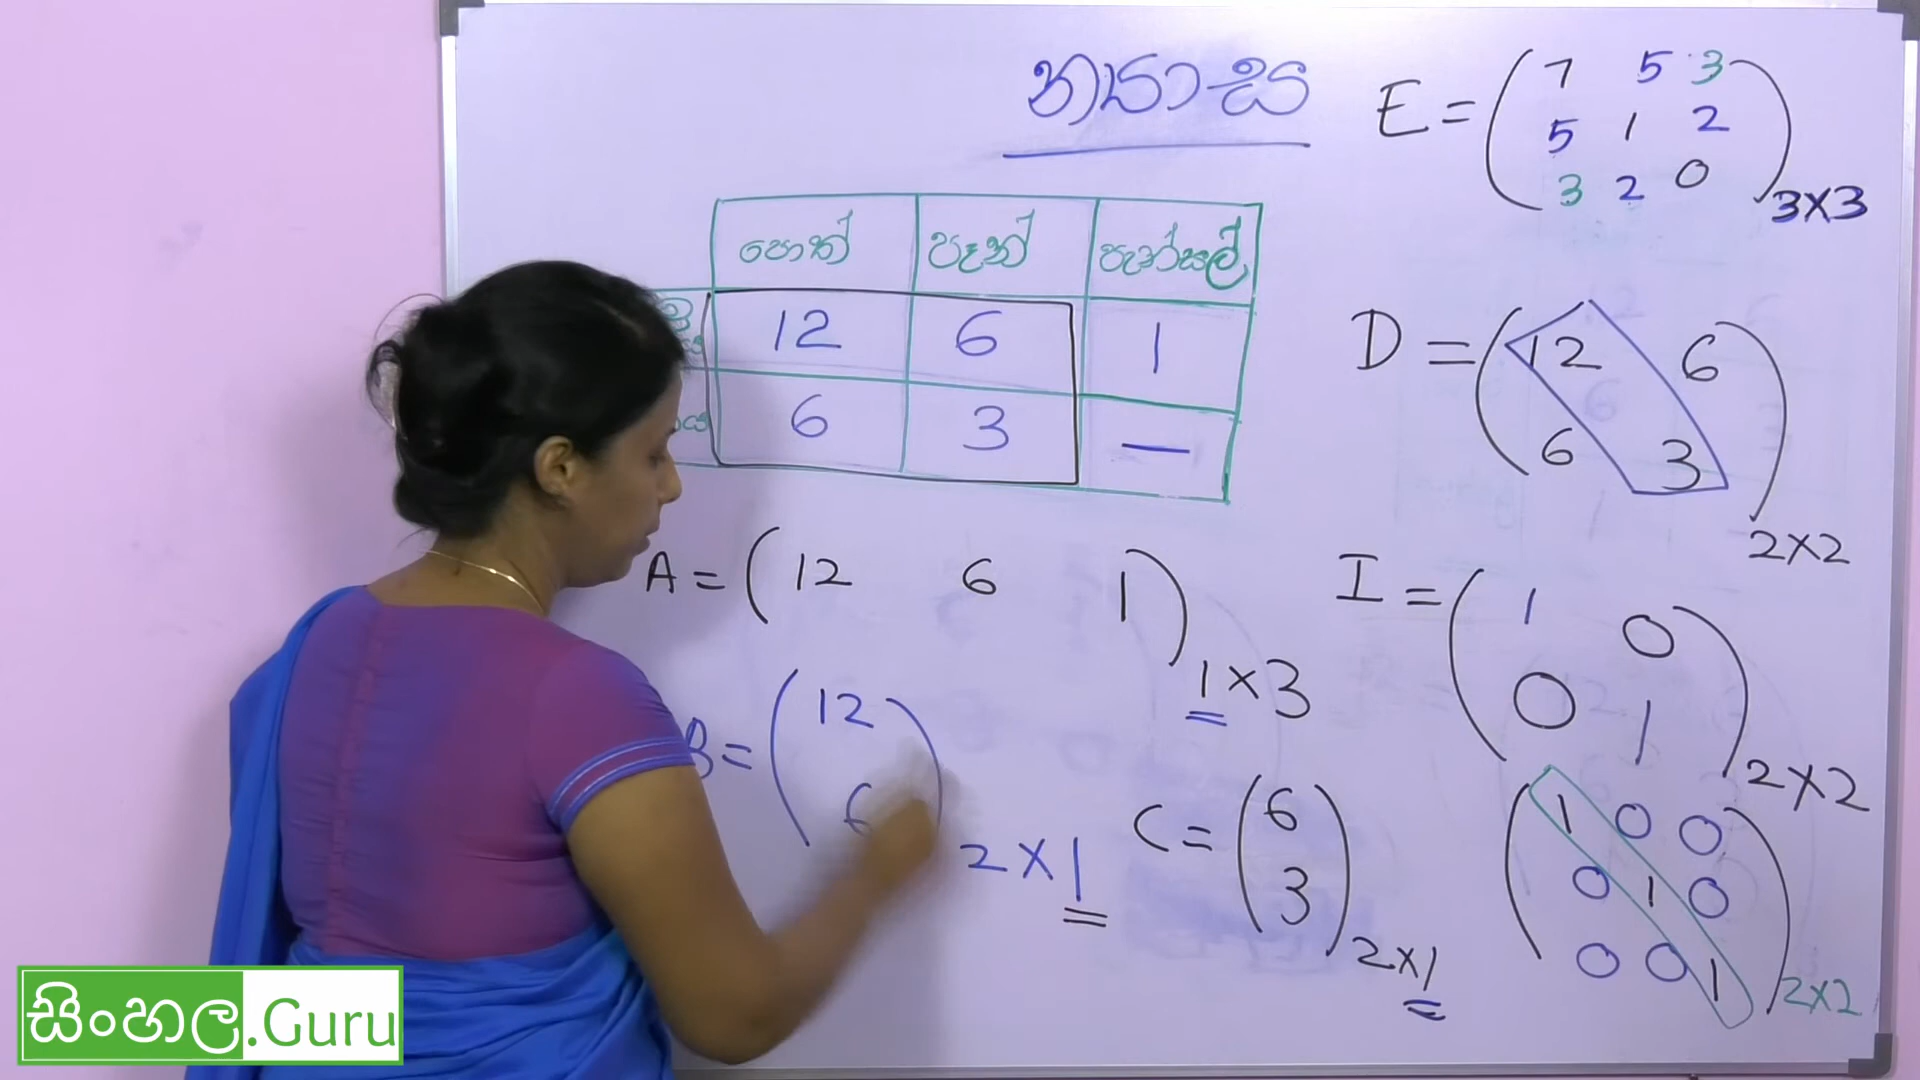 න්‍යාස
පොත් පෑන් පැන්සල්
12 6 1
6 3 —
A = ( 12 6 1 ) 1 × 3
B = ( 12
6 ) 2 × 1
C = ( 6
3 ) 2×1
E = ( 7 5 3
5 1 2
3 2 0 ) 3×3
D = ( 12 6
6 3 ) 2×2
I = ( 1 0
0 1 ) 2×2
( 1 0 0
0 1 0
0 0 1 ) 2×2
සිංහල.Guru